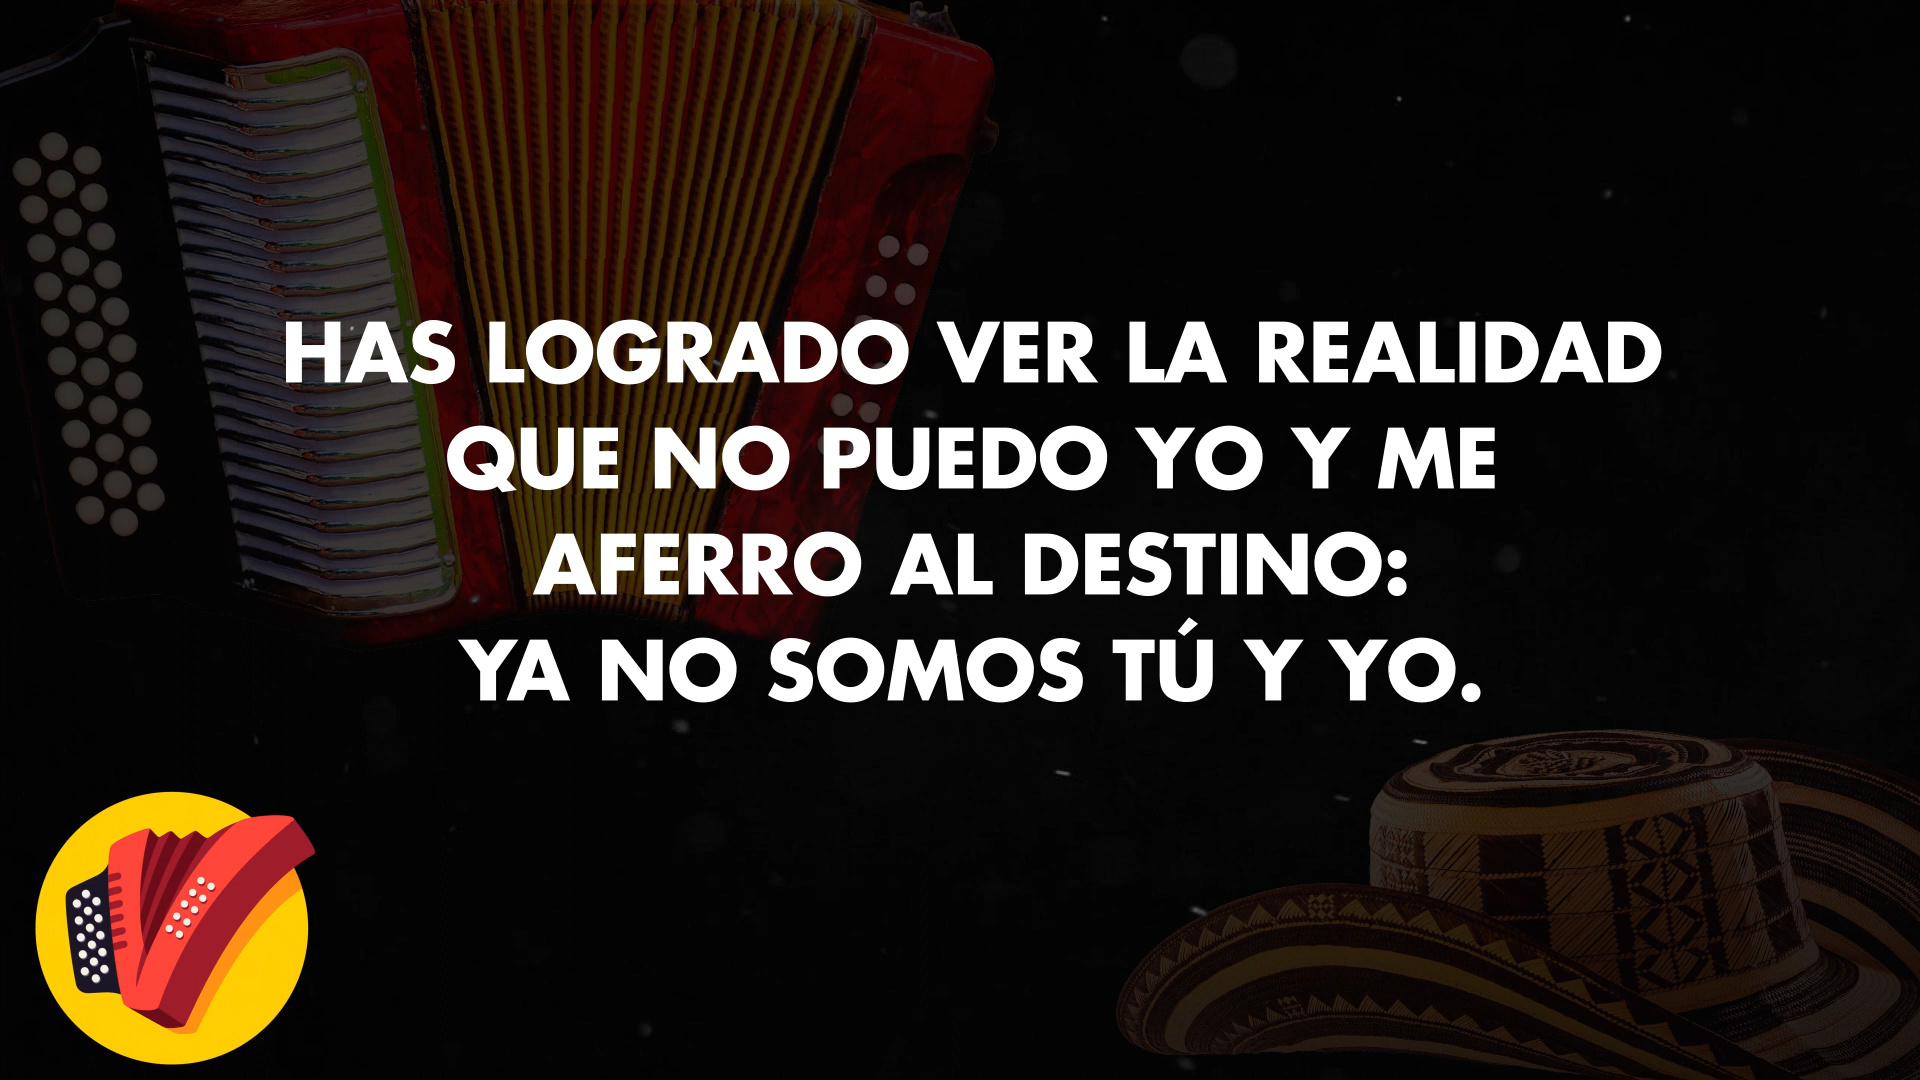 HAS LOGRADO VER LA REALIDAD
QUE NO PUEDO YO Y ME
AFERRO AL DESTINO:
YA NO SOMOS TÚ Y YO.